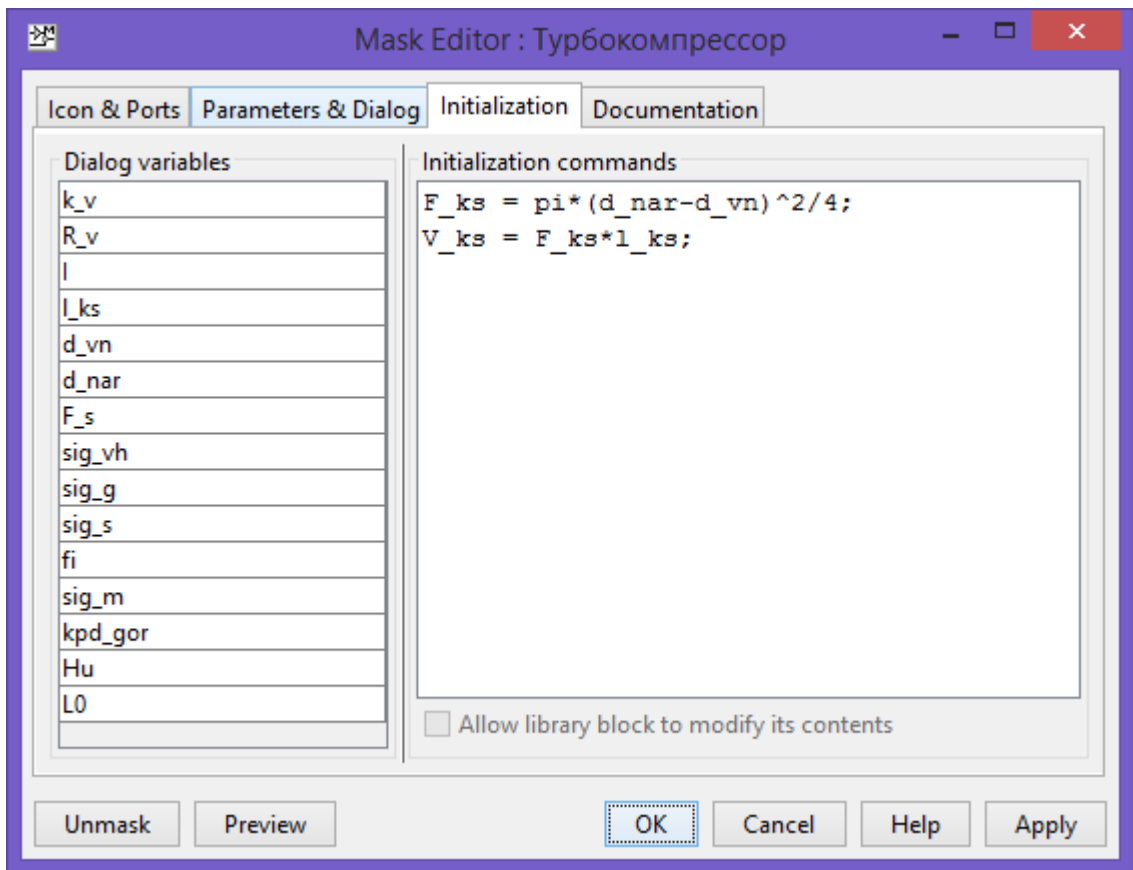 Mask Editor : Турбокомпрессор
Icon & Ports Parameters & Dialog Initialization Documentation
Dialog variables
k_v
R_v
I
l_ks
d_vn
d_nar
F_s
sig_vh
sig_g
sig_s
fi
sig_m
kpd_gor
Hu
L0
Initialization commands
F_ks = pi*(d_nar-d_vn)^2/4;
V_ks = F_ks*l_ks;
Allow library block to modify its contents
Unmask Preview OK Cancel Help Apply